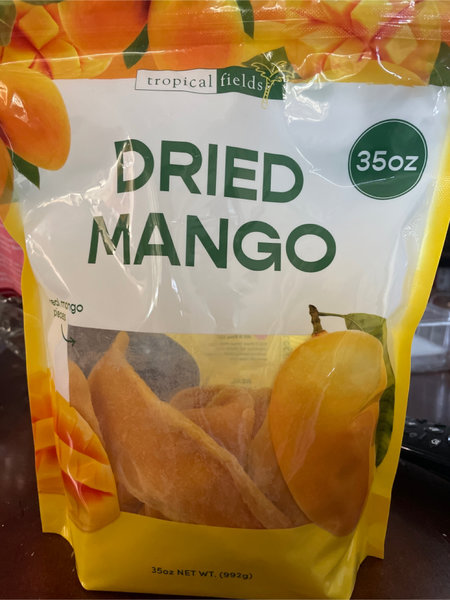 tropical fields
DRIED
MANGO
35oz
mango
pieces
35oz NET WT. (992g)